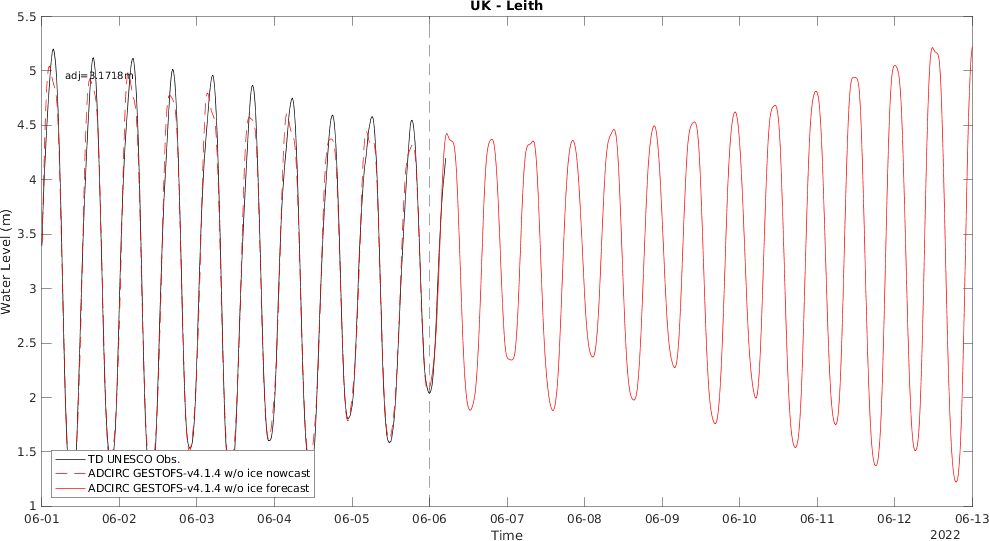 UK - Leith
5.5
5
4.5
4
3.5
3
2.5
2
1.5
1
Water Level (m)
adj=3.1718m
TD UNESCO Obs.
ADCIRC GESTOFS-v4.1.4 w/o ice nowcast
ADCIRC GESTOFS-v4.1.4 w/o ice forecast
06-01 06-02 06-03 06-04 06-05 06-06 06-07 06-08 06-09 06-10 06-11 06-12 06-13
Time
2022